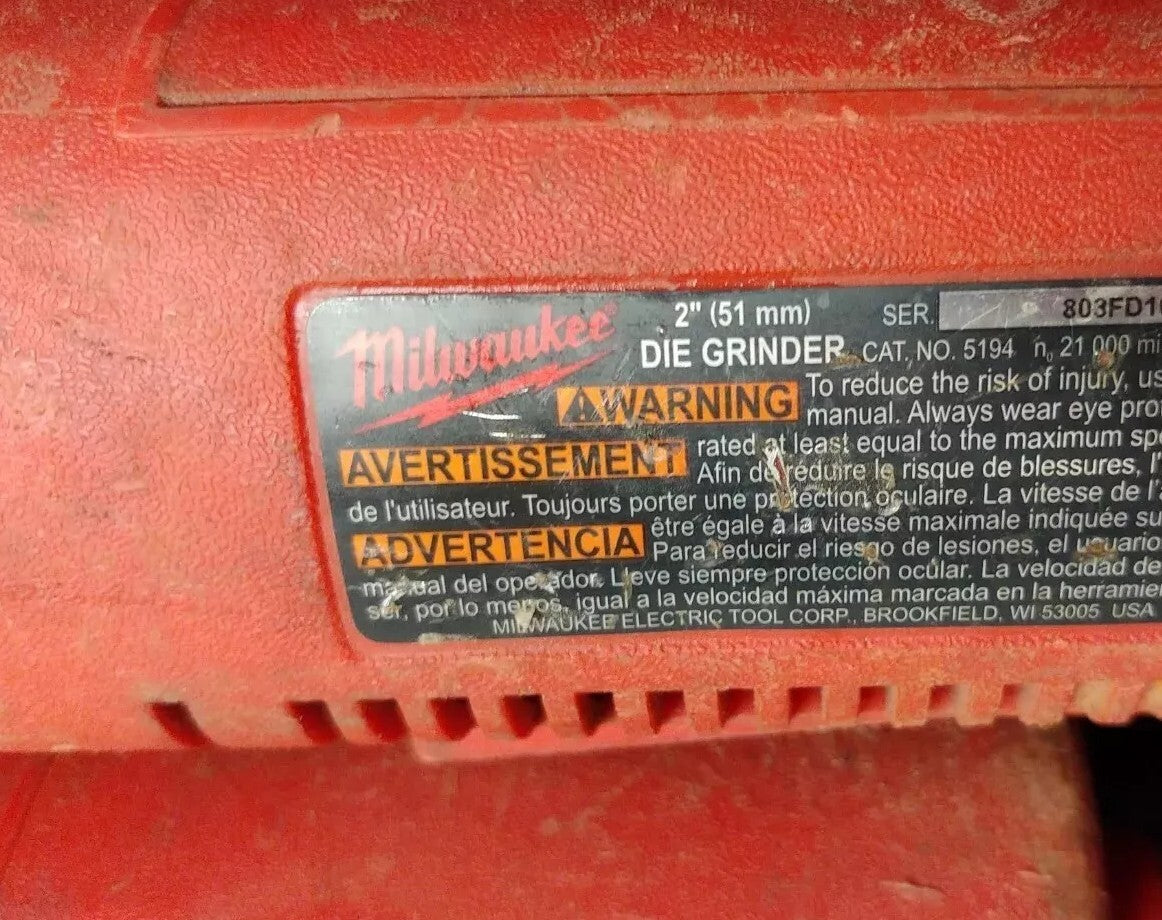 Milwaukee 2" (51 mm) SER. 803FD1
DIE GRINDER CAT. NO. 5194 n₀ 21 000 mi
⚠WARNING To reduce the risk of injury, us
manual. Always wear eye pro
AVERTISSEMENT rated at least equal to the maximum sp
Afin de réduire le risque de blessures, l'
de l'utilisateur. Toujours porter une protection oculaire. La vitesse de l'a
être égale à la vitesse maximale indiquée su
ADVERTENCIA Para reducir el riesgo de lesiones, el usuario
manual del operador. Lleve siempre protección ocular. La velocidad de
ser, por lo menos, igual a la velocidad máxima marcada en la herramie
MILWAUKEE ELECTRIC TOOL CORP., BROOKFIELD, WI 53005 USA